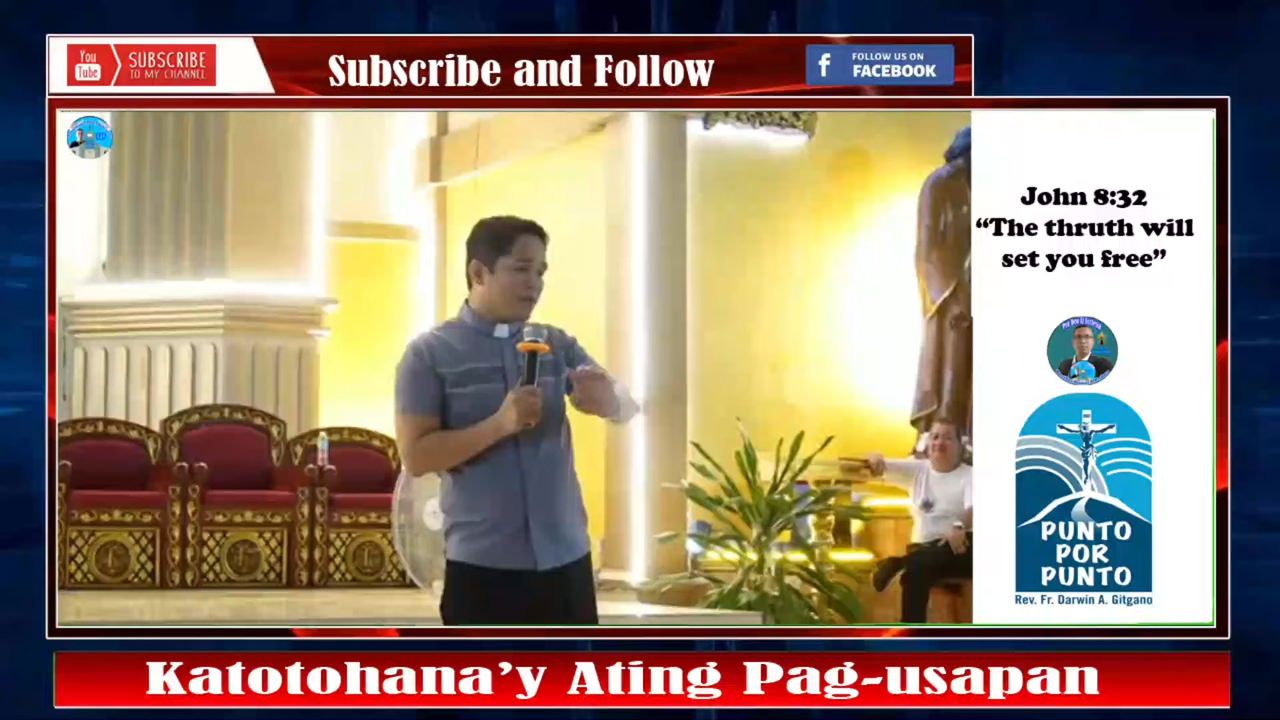 You
Tube
SUBSCRIBE
TO MY CHANNEL
Subscribe and Follow
f
FOLLOW US ON
FACEBOOK
John 8:32
“The thruth will
set you free”
PUNTO
POR
PUNTO
Rev. Fr. Darwin A. Gitgano
Katotohana’y Ating Pag-usapan